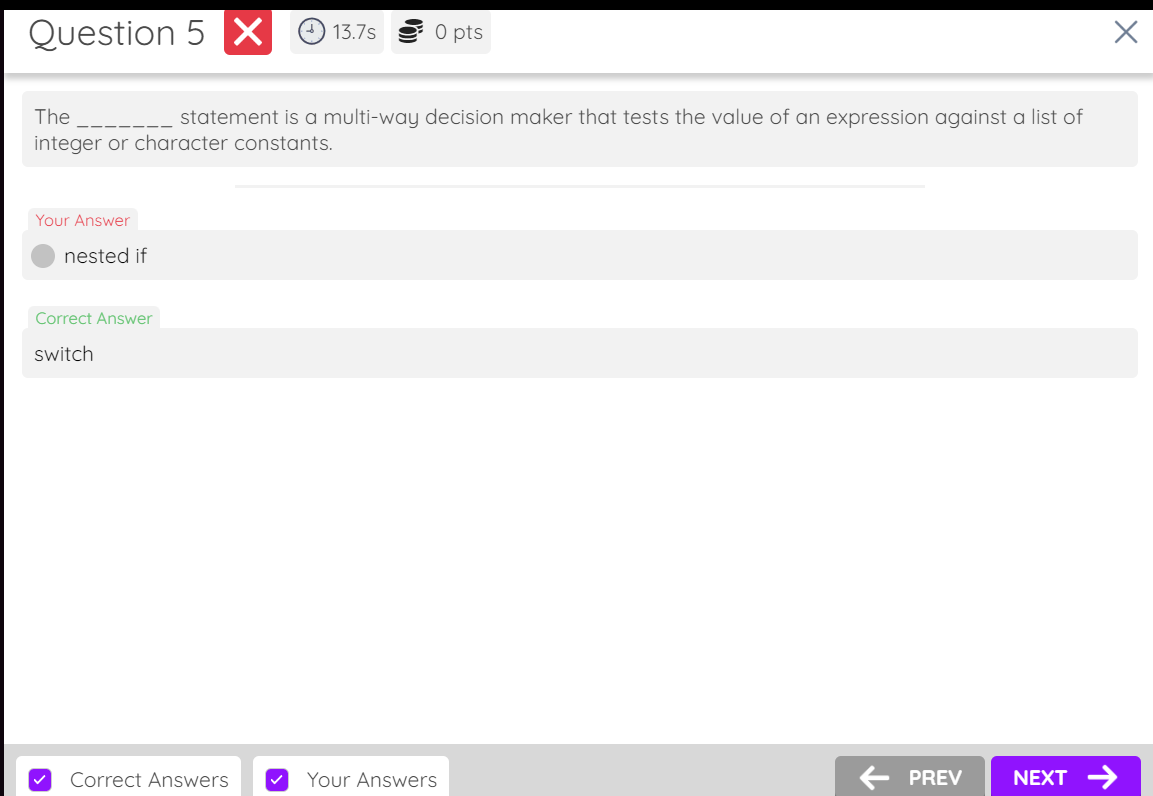 Question 5 13.7s 0 pts
The _______ statement is a multi-way decision maker that tests the value of an expression against a list of
integer or character constants.
Your Answer
nested if
Correct Answer
switch
Correct Answers Your Answers PREV NEXT